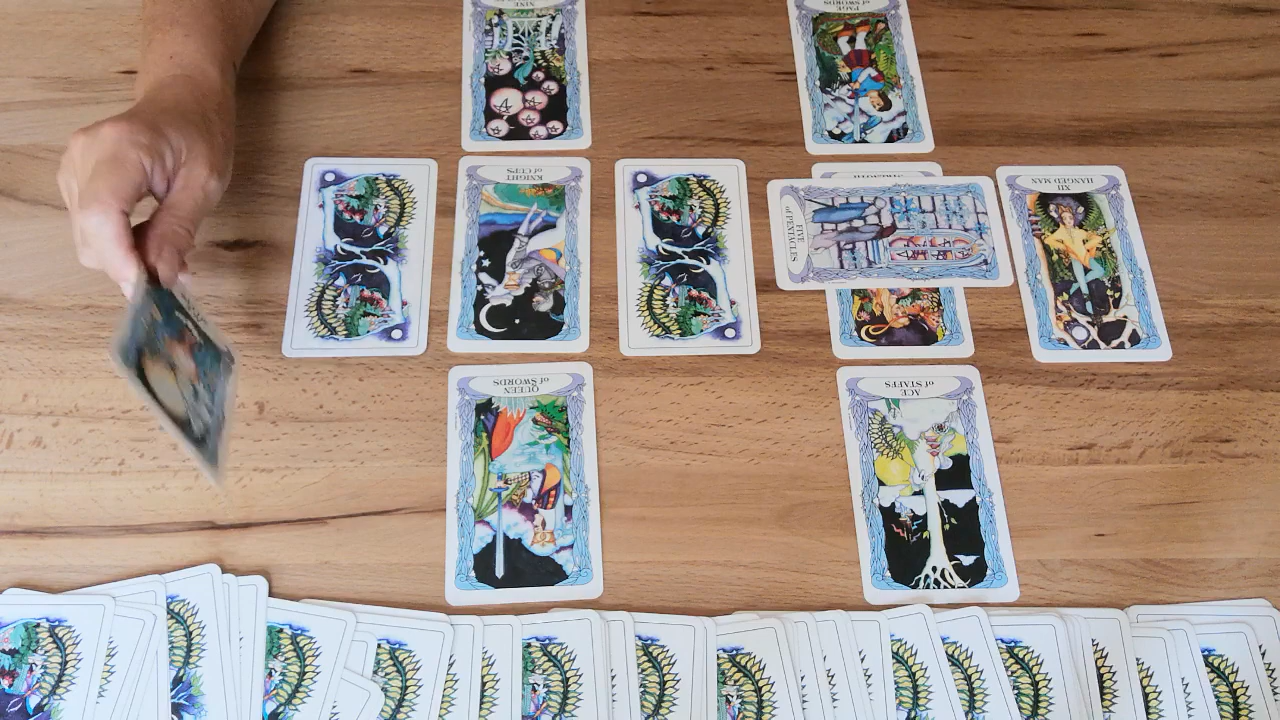 NINE
PAGE
of SWORDS
KNIGHT
of CUPS
STRENGTH
FIVE
of PENTACLES
XII
HANGED MAN
QUEEN
of SWORDS
ACE
of STAFFS